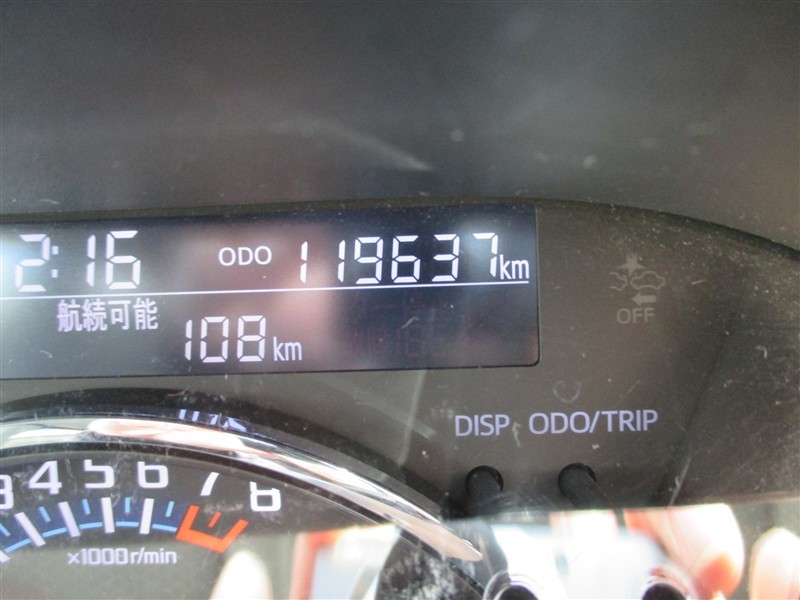 2:16 ODO 119637km
航続可能
108km
OFF
DISP ODO/TRIP
4 5 6 7 8
×1000r/min